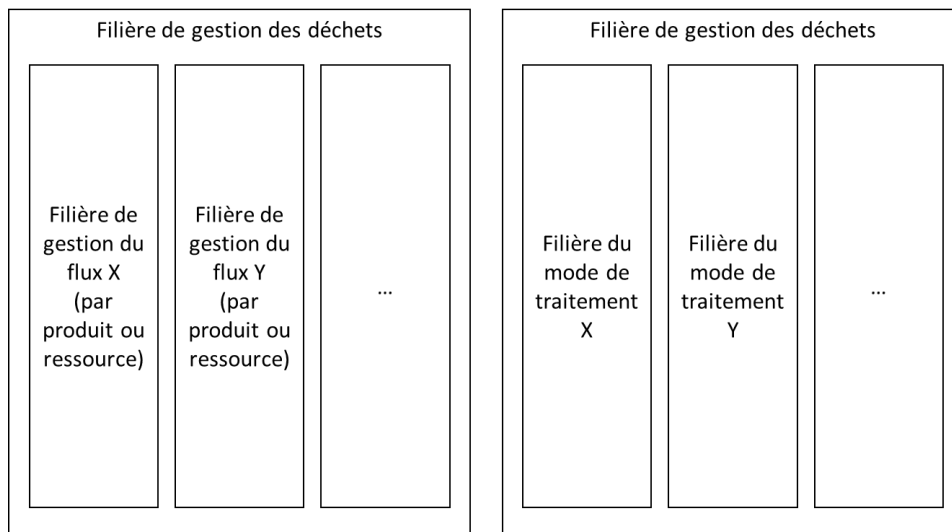 Filière de gestion des déchets
Filière de
gestion du
flux X
(par
produit ou
ressource)
Filière de
gestion du
flux Y
(par
produit ou
ressource)
...
Filière de gestion des déchets
Filière du
mode de
traitement
X
Filière du
mode de
traitement
Y
...